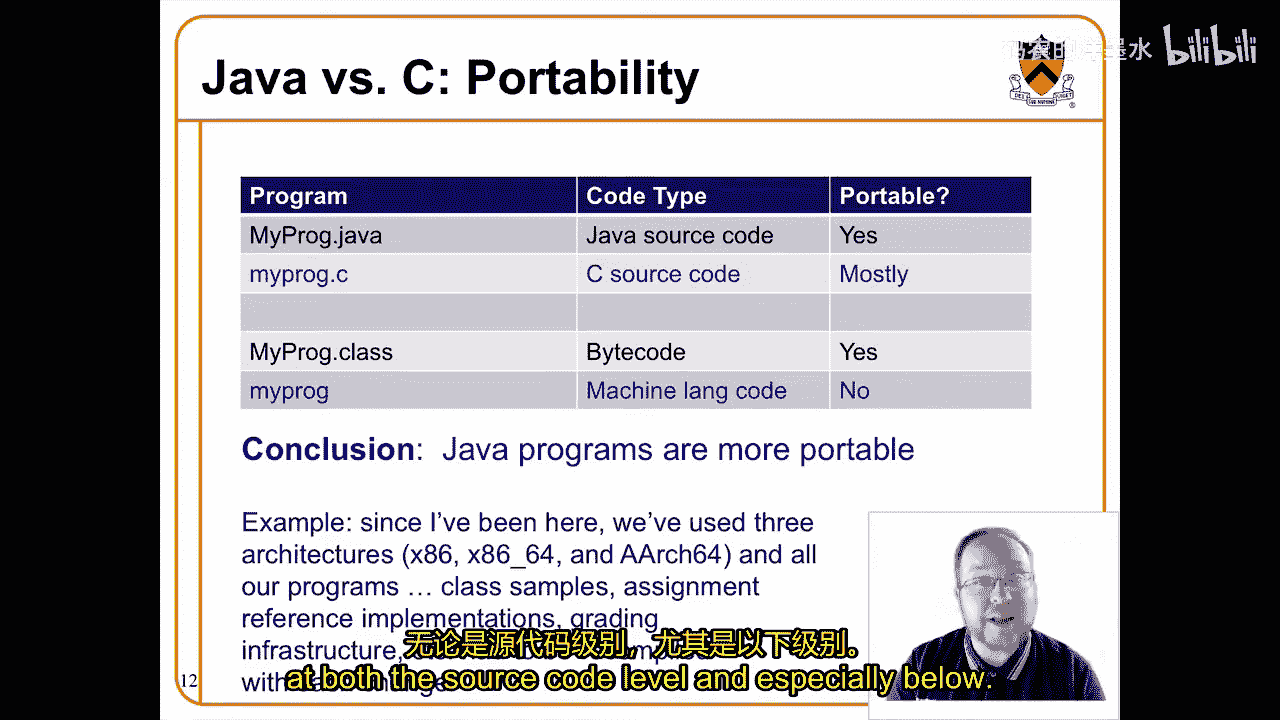 Java vs. C: Portability
水 bilibili
Program Code Type Portable?
MyProg.java Java source code Yes
myprog.c C source code Mostly
MyProg.class Bytecode Yes
myprog Machine lang code No
Conclusion: Java programs are more portable
Example: since I've been here, we've used three
architectures (x86, x86_64, and AArch64) and all
our programs … class samples, assignment
reference implementations, grading
infrastructure,
with
无论是源代码级别，尤其是以下级别。
at both the source code level and especially below.
12